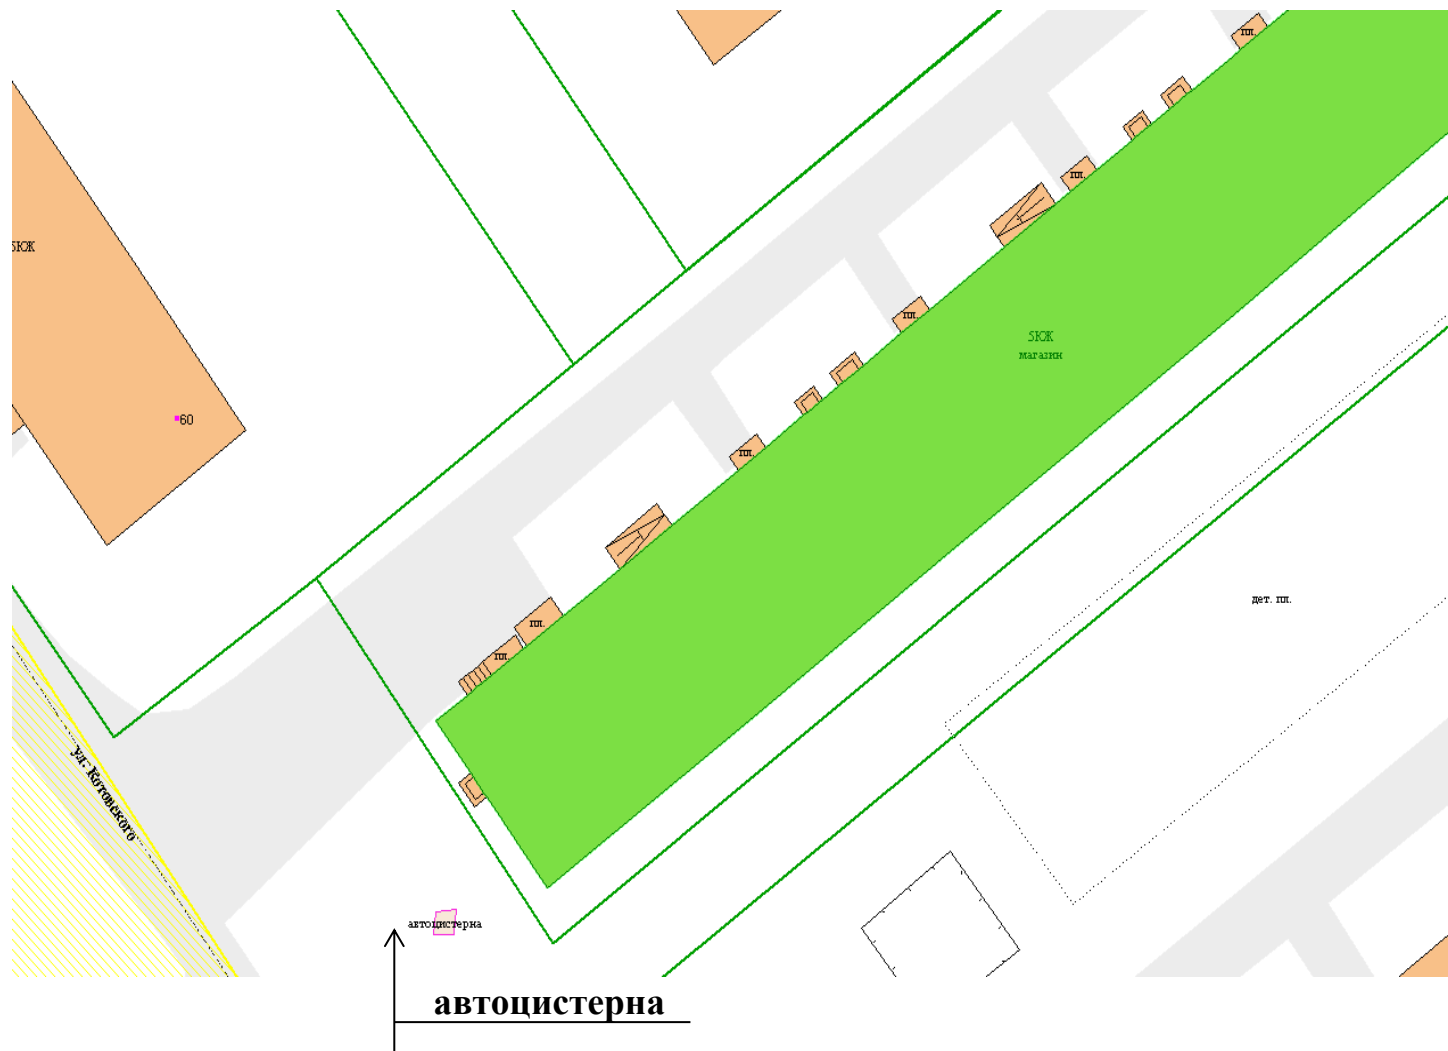 пл.
пл.
5КЖ
пл.
5КЖ
магазин
60
пл.
дет. пл.
пл.
пл.
ул. Котовского
автоцистерна
автоцистерна